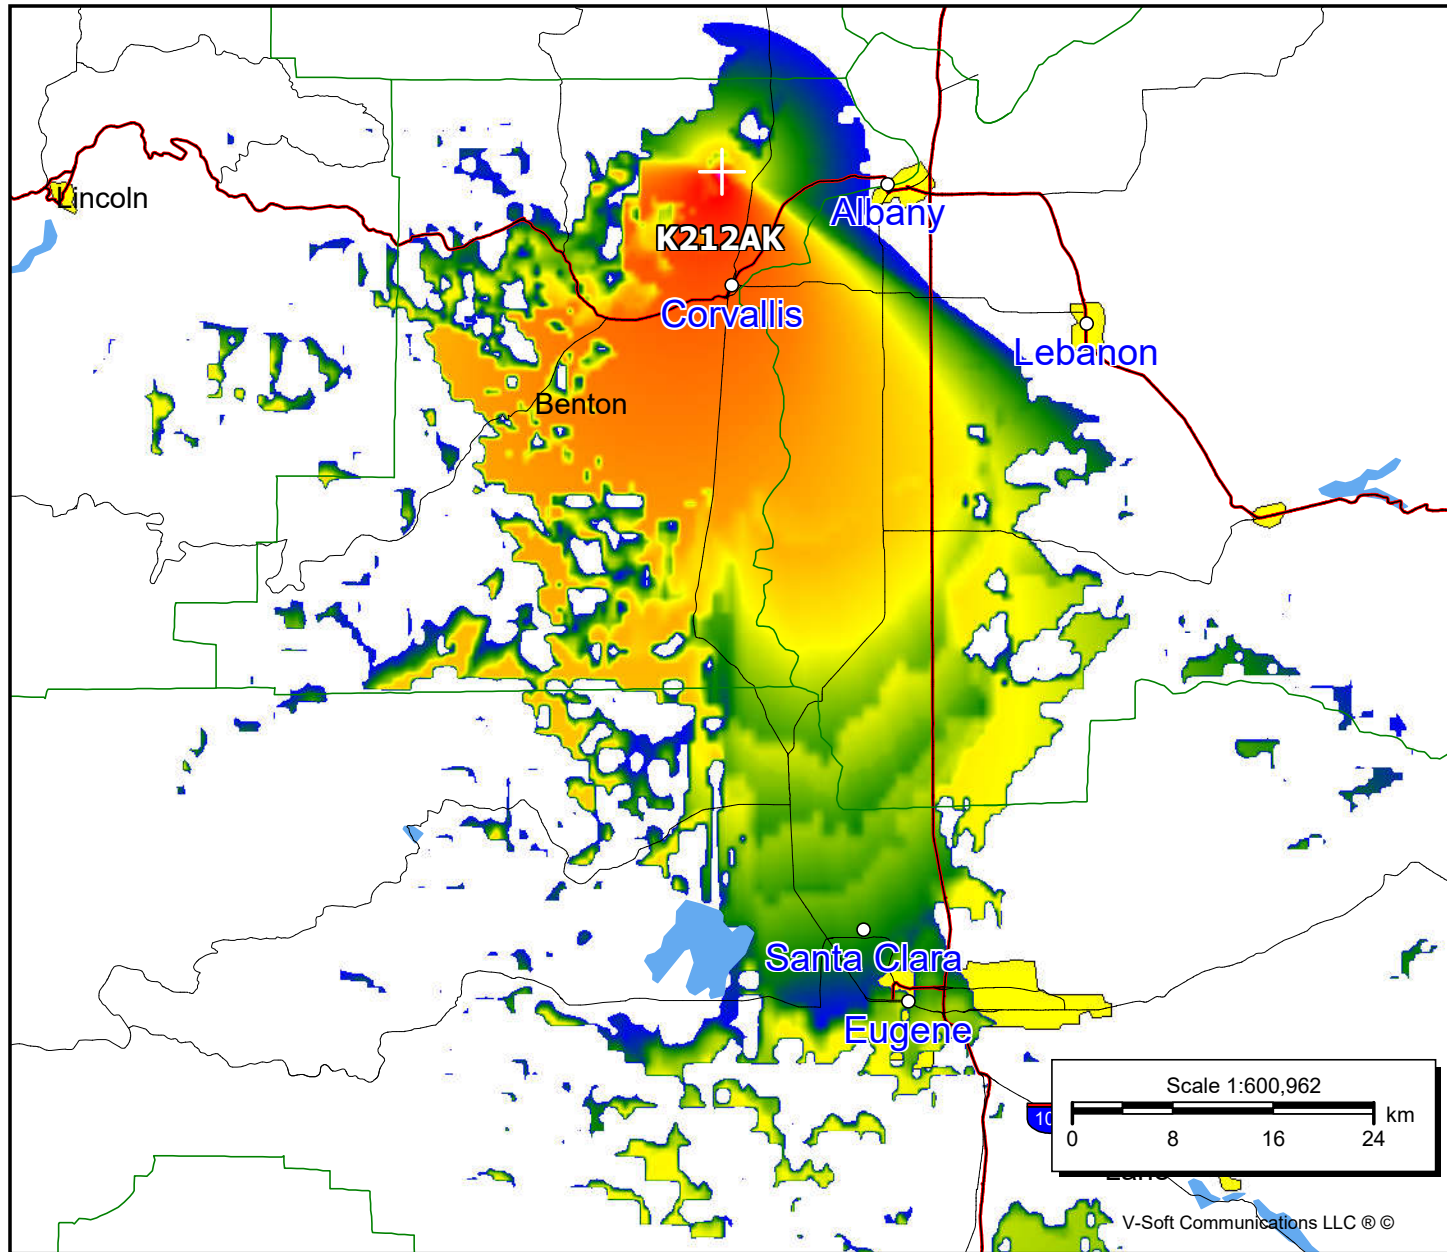 Lincoln
Albany
K212AK
Corvallis
Lebanon
Benton
Santa Clara
Eugene
Scale 1:600,962
km
0 8 16 24
10
V-Soft Communications LLC ® ©